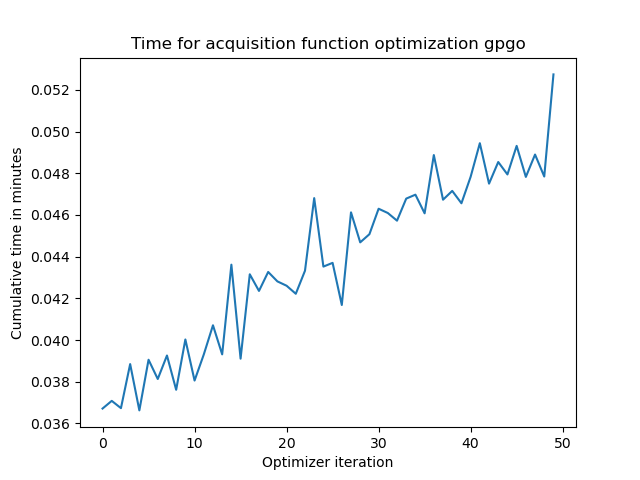 Time for acquisition function optimization gpgo
0.052
0.050
0.048
0.046
0.044
0.042
0.040
0.038
0.036
Cumulative time in minutes
0 10 20 30 40 50
Optimizer iteration